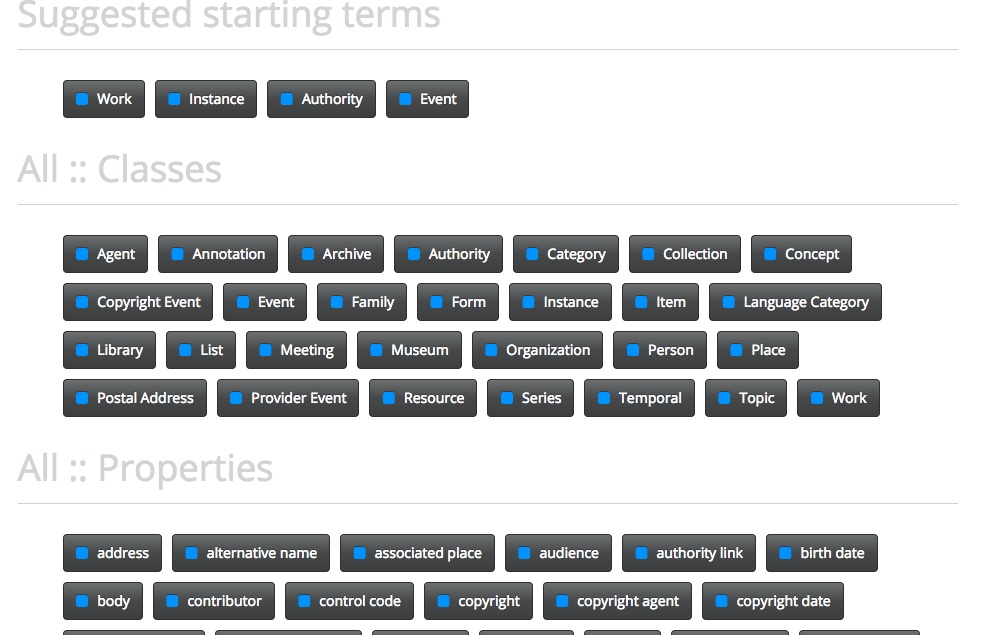 Suggested starting terms
Work Instance Authority Event
All :: Classes
Agent Annotation Archive Authority Category Collection Concept
Copyright Event Event Family Form Instance Item Language Category
Library List Meeting Museum Organization Person Place
Postal Address Provider Event Resource Series Temporal Topic Work
All :: Properties
address alternative name associated place audience authority link birth date
body contributor control code copyright copyright agent copyright date